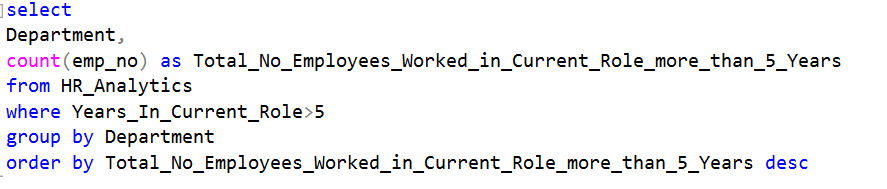 select
Department,
count(emp_no) as Total_No_Employees_Worked_in_Current_Role_more_than_5_Years
from HR_Analytics
where Years_In_Current_Role>5
group by Department
order by Total_No_Employees_Worked_in_Current_Role_more_than_5_Years desc